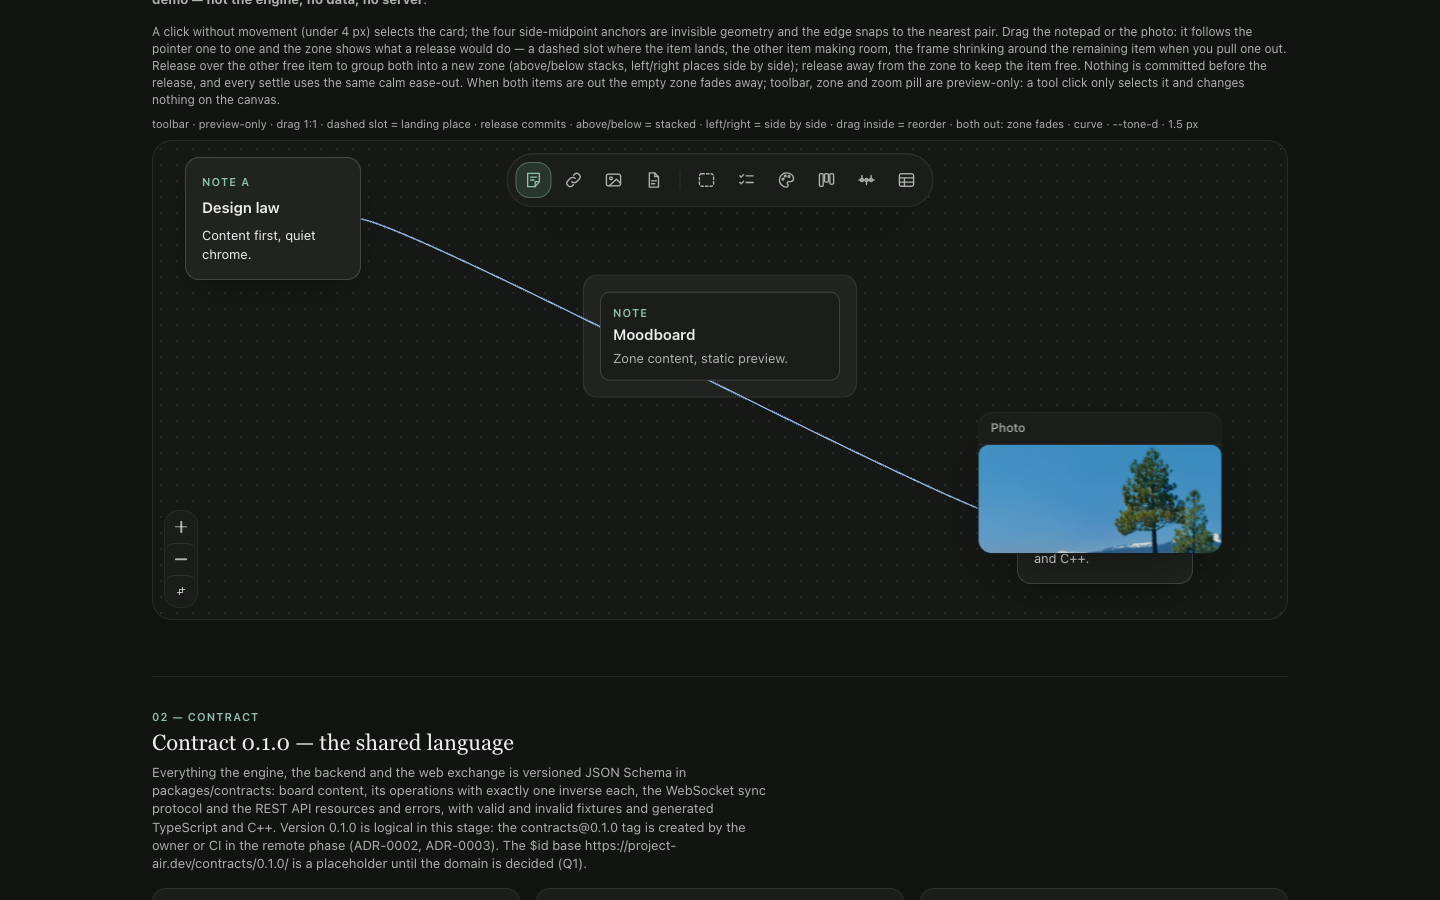 demo — not the engine, no data, no server.
A click without movement (under 4 px) selects the card; the four side-midpoint anchors are invisible geometry and the edge snaps to the nearest pair. Drag the notepad or the photo: it follows the
pointer one to one and the zone shows what a release would do — a dashed slot where the item lands, the other item making room, the frame shrinking around the remaining item when you pull one out.
Release over the other free item to group both into a new zone (above/below stacks, left/right places side by side); release away from the zone to keep the item free. Nothing is committed before the
release, and every settle uses the same calm ease-out. When both items are out the empty zone fades away; toolbar, zone and zoom pill are preview-only: a tool click only selects it and changes
nothing on the canvas.
toolbar · preview-only · drag 1:1 · dashed slot = landing place · release commits · above/below = stacked · left/right = side by side · drag inside = reorder · both out: zone fades · curve · --tone-d · 1.5 px
NOTE A
Design law
Content first, quiet
chrome.
NOTE
Moodboard
Zone content, static preview.
Photo
and C++.
02 — CONTRACT
Contract 0.1.0 — the shared language
Everything the engine, the backend and the web exchange is versioned JSON Schema in
packages/contracts: board content, its operations with exactly one inverse each, the WebSocket sync
protocol and the REST API resources and errors, with valid and invalid fixtures and generated
TypeScript and C++. Version 0.1.0 is logical in this stage: the contracts@0.1.0 tag is created by the
owner or CI in the remote phase (ADR-0002, ADR-0003). The $id base https://project-
air.dev/contracts/0.1.0/ is a placeholder until the domain is decided (Q1).